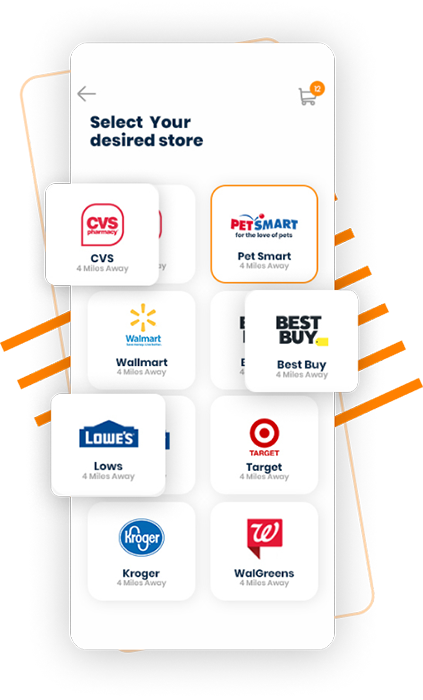 12
Select Your
desired store
CVS
pharmacy
CVS
4 Miles Away
ay
PETSMART
for the love of pets
Pet Smart
4 Miles Away
Walmart
Wallmart
4 Miles Away
BEST
BUY
Best Buy
4 Miles Away
LOWE'S
Lows
4 Miles Away
TARGET
Target
4 Miles Away
Kroger
Kroger
4 Miles Away
W
WalGreens
4 Miles Away